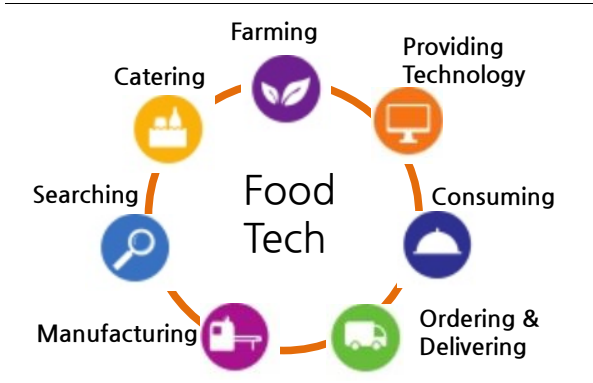 Farming
Providing
Technology
Catering
Searching
Food
Tech
Consuming
Manufacturing
Ordering &
Delivering